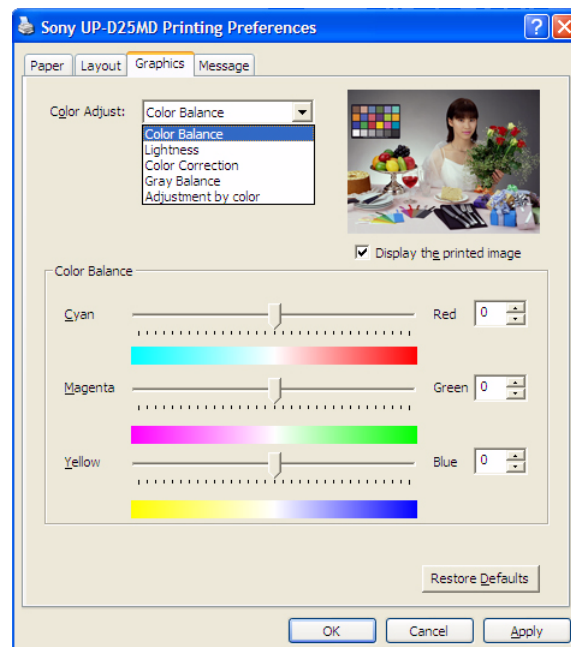 Sony UP-D25MD Printing Preferences
Paper Layout Graphics Message
Color Adjust: Color Balance
Color Balance
Lightness
Color Correction
Gray Balance
Adjustment by color
Display the printed image
Color Balance
Cyan Red 0
Magenta Green 0
Yellow Blue 0
Restore Defaults
OK Cancel Apply